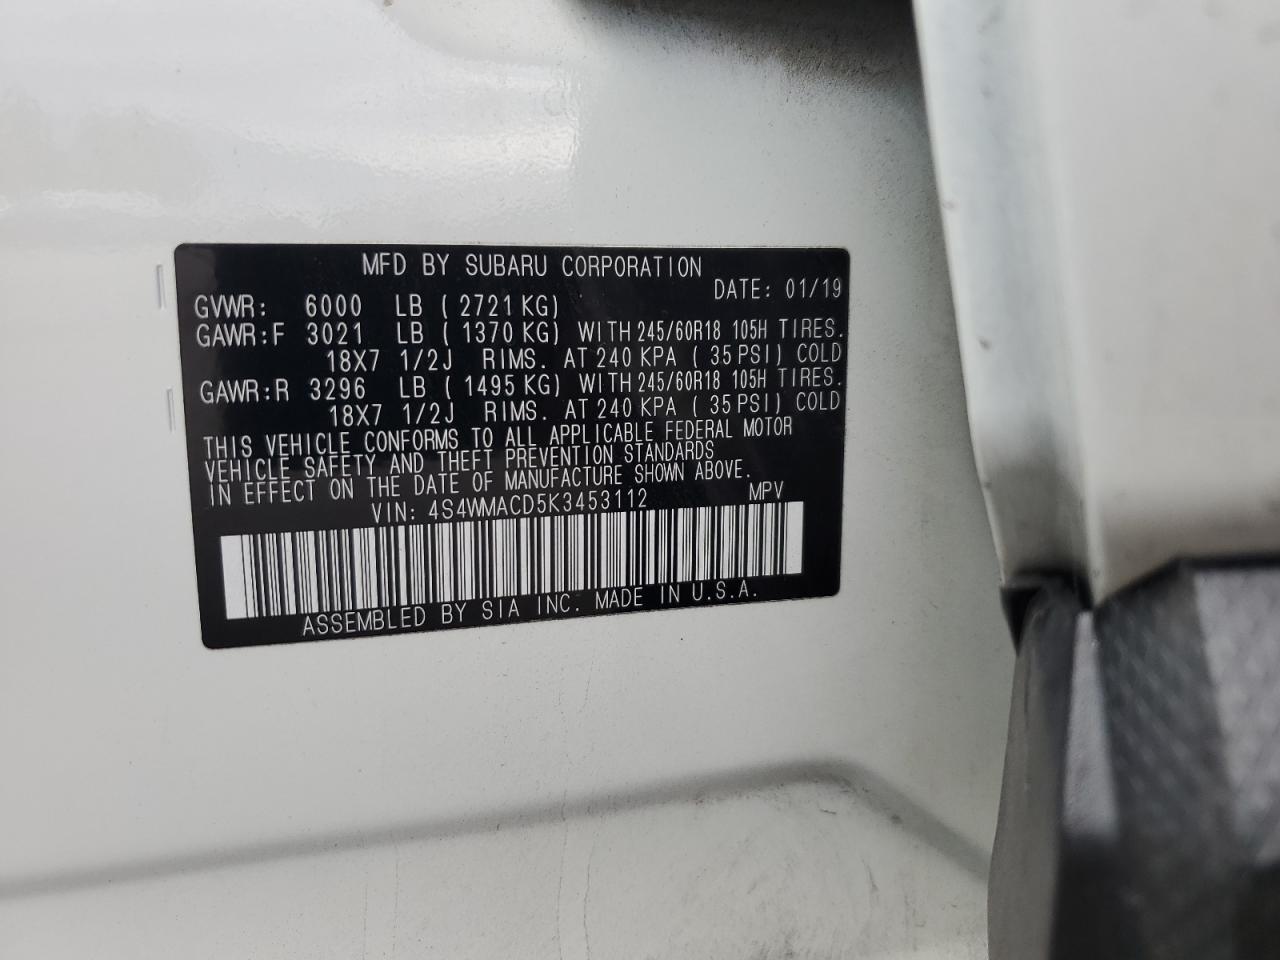 MFD BY SUBARU CORPORATION
DATE: 01/19
GVWR: 6000 LB ( 2721 KG)
GAWR:F 3021 LB ( 1370 KG) WITH 245/60R18 105H TIRES.
18X7 1/2J RIMS. AT 240 KPA ( 35 PSI) COLD
GAWR:R 3296 LB ( 1495 KG) WITH 245/60R18 105H TIRES.
18X7 1/2J RIMS. AT 240 KPA ( 35 PSI) COLD
THIS VEHICLE CONFORMS TO ALL APPLICABLE FEDERAL MOTOR
VEHICLE SAFETY AND THEFT PREVENTION STANDARDS
IN EFFECT ON THE DATE OF MANUFACTURE SHOWN ABOVE.
VIN: 4S4WMACD5K3453112 MPV
ASSEMBLED BY SIA INC. MADE IN U.S.A.